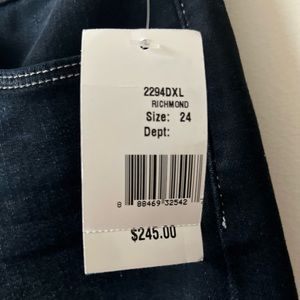 2294DXL
RICHMOND
Size: 24
Dept:
8 88469 32542
$245.00